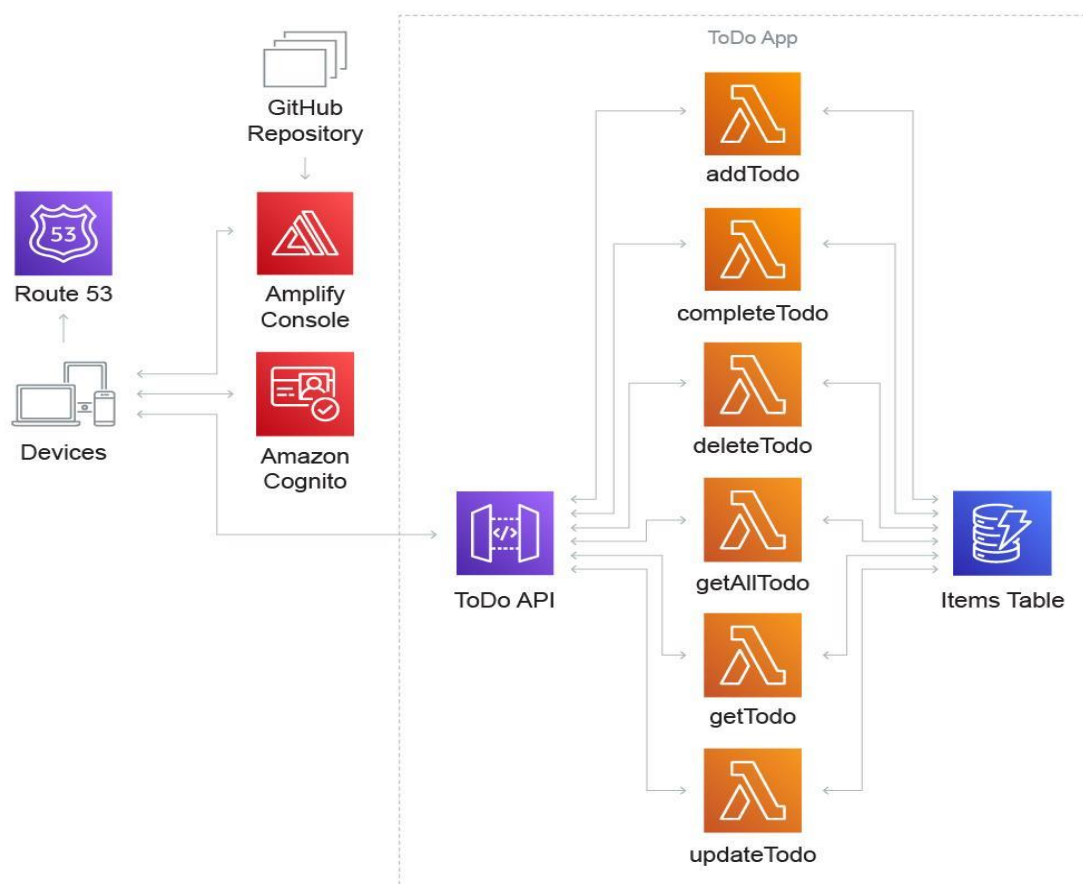 ToDo App
GitHub
Repository
addTodo
53
Route 53
Amplify
Console
completeTodo
Devices
Amazon
Cognito
deleteTodo
</>
ToDo API
getAllTodo
Items Table
getTodo
updateTodo